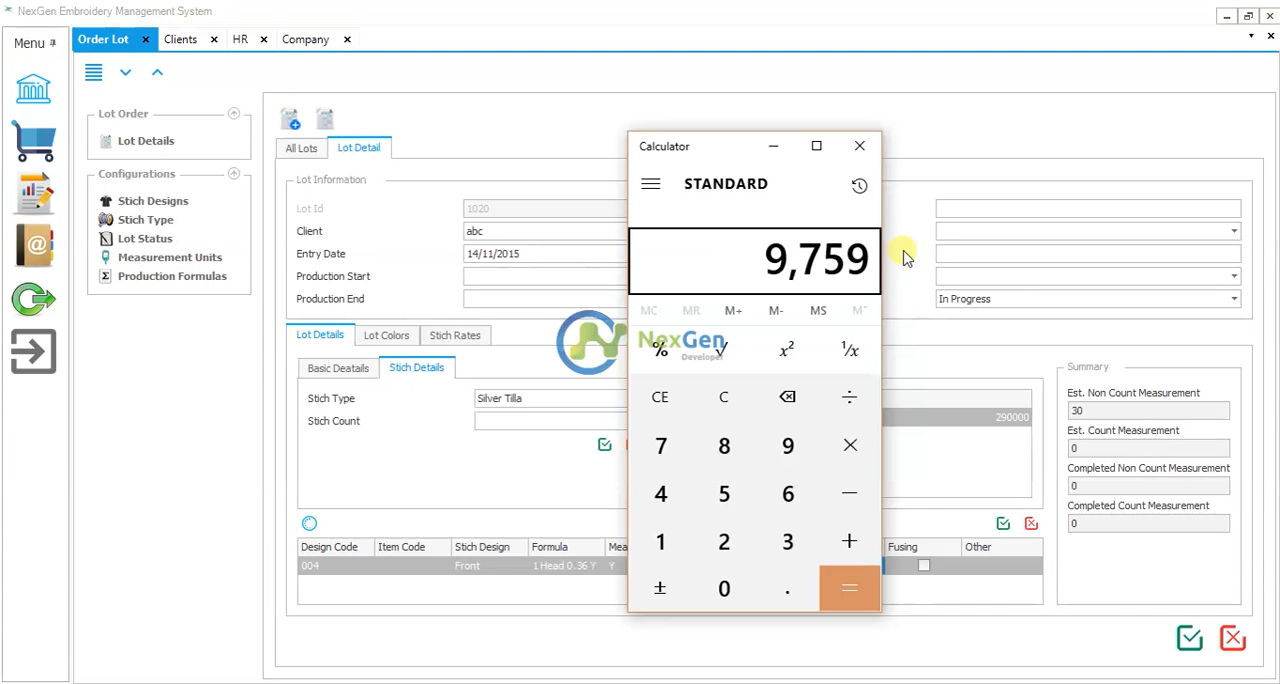 NexGen Embroidery Management System
Menu
Order Lot
Clients
HR
Company
Lot Order
Lot Details
Configurations
Stich Designs
Stich Type
Lot Status
Measurement Units
Production Formulas
All Lots
Lot Detail
Lot Information
Lot Id
1020
Client
abc
Entry Date
14/11/2015
Production Start
Production End
In Progress
Lot Details
Lot Colors
Stich Rates
Basic Deatails
Stich Details
Stich Type
Silver Tilla
Stich Count
290000
Design Code
Item Code
Stich Design
Formula
Mea
Fusing
Other
004
Front
1 Head 0.36 Y
Y
Summary
Est. Non Count Measurement
30
Est. Count Measurement
0
Completed Non Count Measurement
0
Completed Count Measurement
0
Calculator
STANDARD
9,759
MC MR M+ M- MS M˅
% √ x² ¹/x
NexGen
Developer
CE C ⌫ ÷
7 8 9 ×
4 5 6 −
1 2 3 +
± 0 . =